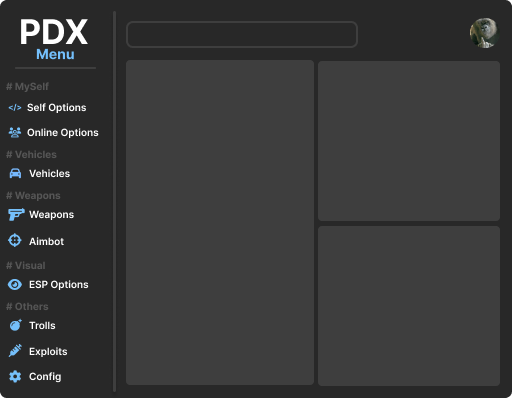 PDX
Menu
# MySelf
</> Self Options
Online Options
# Vehicles
Vehicles
# Weapons
Weapons
Aimbot
# Visual
ESP Options
# Others
Trolls
Exploits
Config